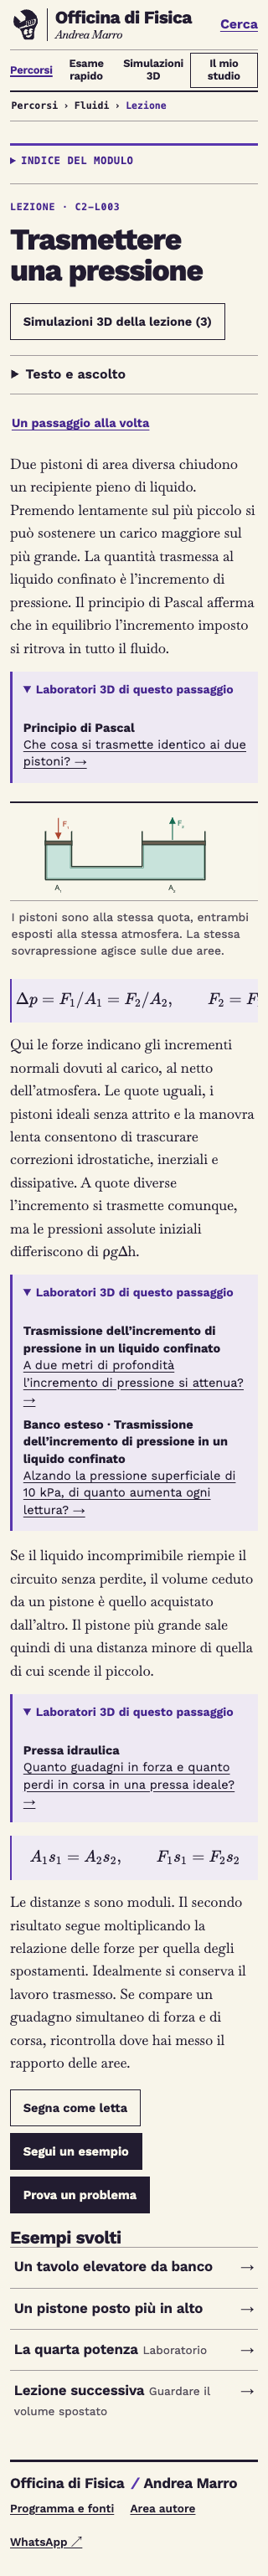 Officina di Fisica
Andrea Marro
Cerca
Percorsi
Esame
rapido
Simulazioni
3D
Il mio
studio
Percorsi › Fluidi › Lezione
▶ INDICE DEL MODULO
LEZIONE · C2–L003
Trasmettere
una pressione
Simulazioni 3D della lezione (3)
▶ Testo e ascolto
Un passaggio alla volta
Due pistoni di area diversa chiudono
un recipiente pieno di liquido.
Premendo lentamente sul più piccolo si
può sostenere un carico maggiore sul
più grande. La quantità trasmessa al
liquido confinato è l’incremento di
pressione. Il principio di Pascal afferma
che in equilibrio l’incremento imposto
si ritrova in tutto il fluido.
▼ Laboratori 3D di questo passaggio
Principio di Pascal
Che cosa si trasmette identico ai due
pistoni? →
F₁
F₂
A₁
A₂
I pistoni sono alla stessa quota, entrambi
esposti alla stessa atmosfera. La stessa
sovrapressione agisce sulle due aree.
Δp = F₁/A₁ = F₂/A₂, F₂ = F
Qui le forze indicano gli incrementi
normali dovuti al carico, al netto
dell’atmosfera. Le quote uguali, i
pistoni ideali senza attrito e la manovra
lenta consentono di trascurare
correzioni idrostatiche, inerziali e
dissipative. A quote diverse
l’incremento si trasmette comunque,
ma le pressioni assolute iniziali
differiscono di ρgΔh.
▼ Laboratori 3D di questo passaggio
Trasmissione dell’incremento di
pressione in un liquido confinato
A due metri di profondità
l’incremento di pressione si attenua?
→
Banco esteso · Trasmissione
dell’incremento di pressione in un
liquido confinato
Alzando la pressione superficiale di
10 kPa, di quanto aumenta ogni
lettura? →
Se il liquido incomprimibile riempie il
circuito senza perdite, il volume ceduto
da un pistone è quello acquistato
dall’altro. Il pistone più grande sale
quindi di una distanza minore di quella
di cui scende il piccolo.
▼ Laboratori 3D di questo passaggio
Pressa idraulica
Quanto guadagni in forza e quanto
perdi in corsa in una pressa ideale?
→
A₁s₁ = A₂s₂, F₁s₁ = F₂s₂
Le distanze s sono moduli. Il secondo
risultato segue moltiplicando la
relazione delle forze per quella degli
spostamenti. Idealmente si conserva il
lavoro trasmesso. Se compare un
guadagno simultaneo di forza e di
corsa, ricontrolla dove hai messo il
rapporto delle aree.
Segna come letta
Segui un esempio
Prova un problema
Esempi svolti
Un tavolo elevatore da banco →
Un pistone posto più in alto →
La quarta potenza Laboratorio →
Lezione successiva Guardare il →
volume spostato
Officina di Fisica / Andrea Marro
Programma e fonti Area autore
WhatsApp ↗